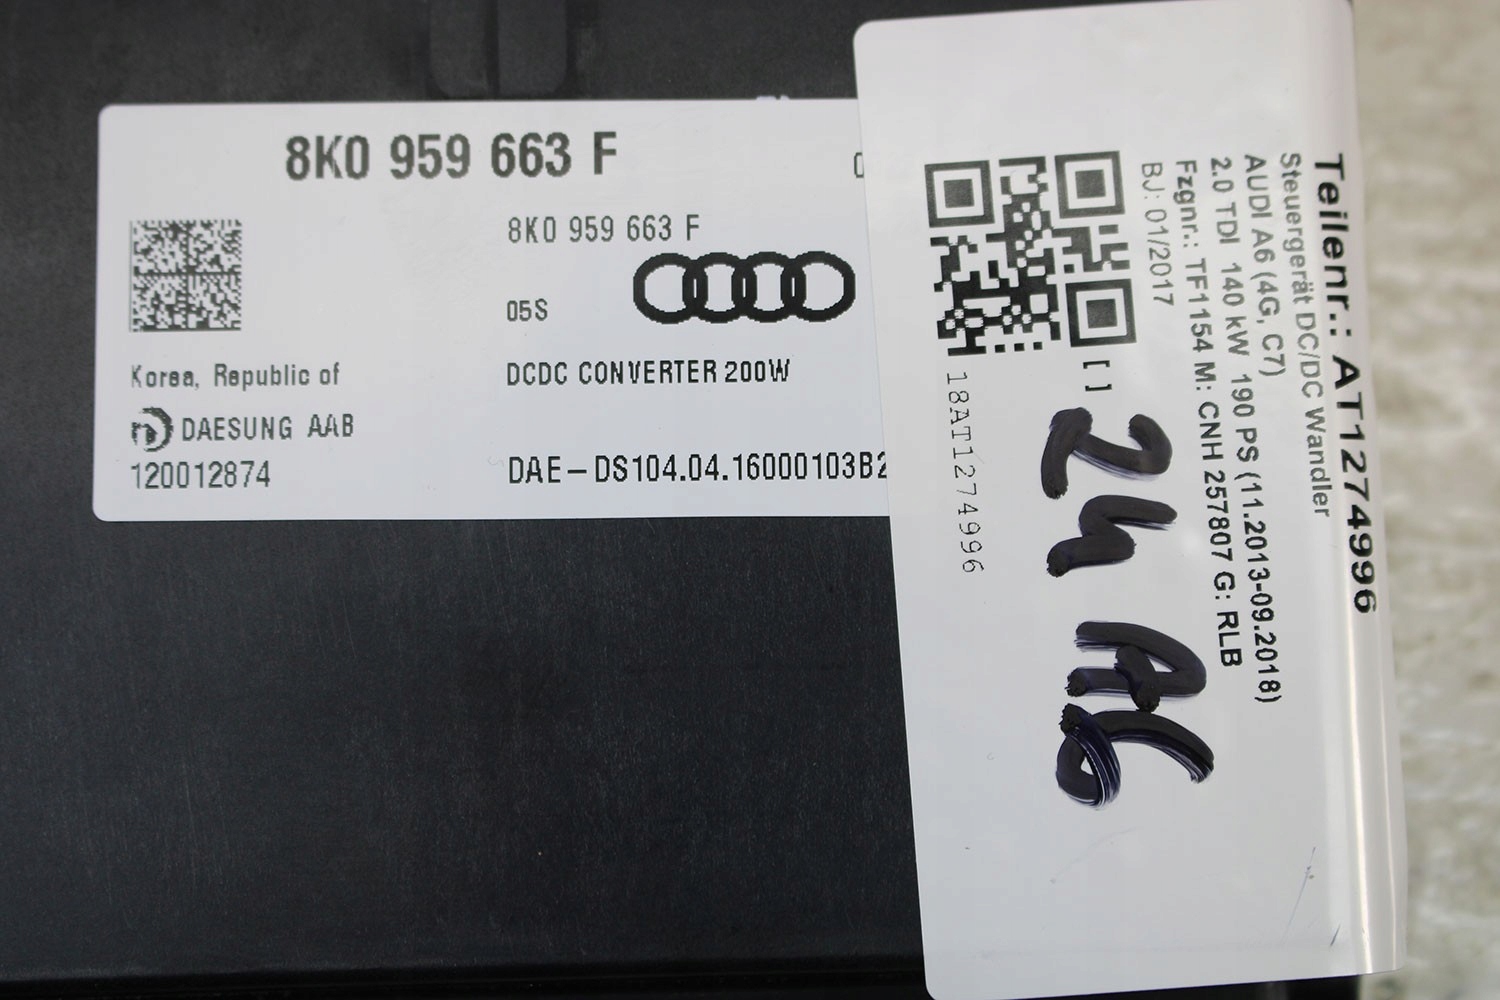 8K0 959 663 F
8K0 959 663 F
05S
Korea, Republic of
DCDC CONVERTER 200W
DAESUNG AAB
120012874
DAE-DS104.04.16000103B2
Teilenr.: AT1274996
Steuergerät DC/DC Wandler
AUDI A6 (4G, C7)
2.0 TDI 140 kW 190 PS (11.2013-09.2018)
Fzgnr.: TF1154 M: CNH 257807 G: RLB
BJ: 01/2017
[ ]
18AT1274996
24 A6